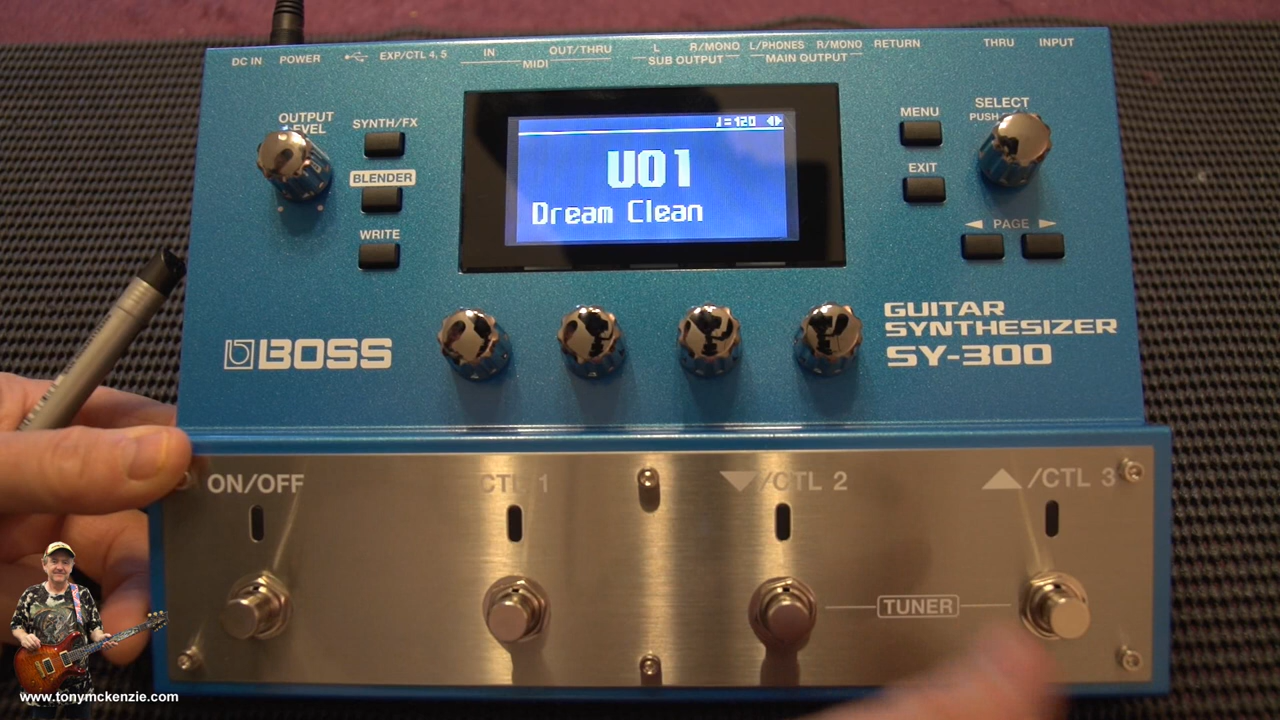 DC IN
POWER
EXP/CTL 4, 5
IN
OUT/THRU
MIDI
L
R/MONO
SUB OUTPUT
L/PHONES
R/MONO
MAIN OUTPUT
RETURN
THRU
INPUT
OUTPUT
LEVEL
SYNTH/FX
BLENDER
WRITE
♩=120
U01
Dream Clean
MENU
EXIT
SELECT
PUSH
PAGE
BOSS
GUITAR
SYNTHESIZER
SY-300
ON/OFF
CTL 1
/CTL 2
/CTL 3
TUNER
www.tonymckenzie.com